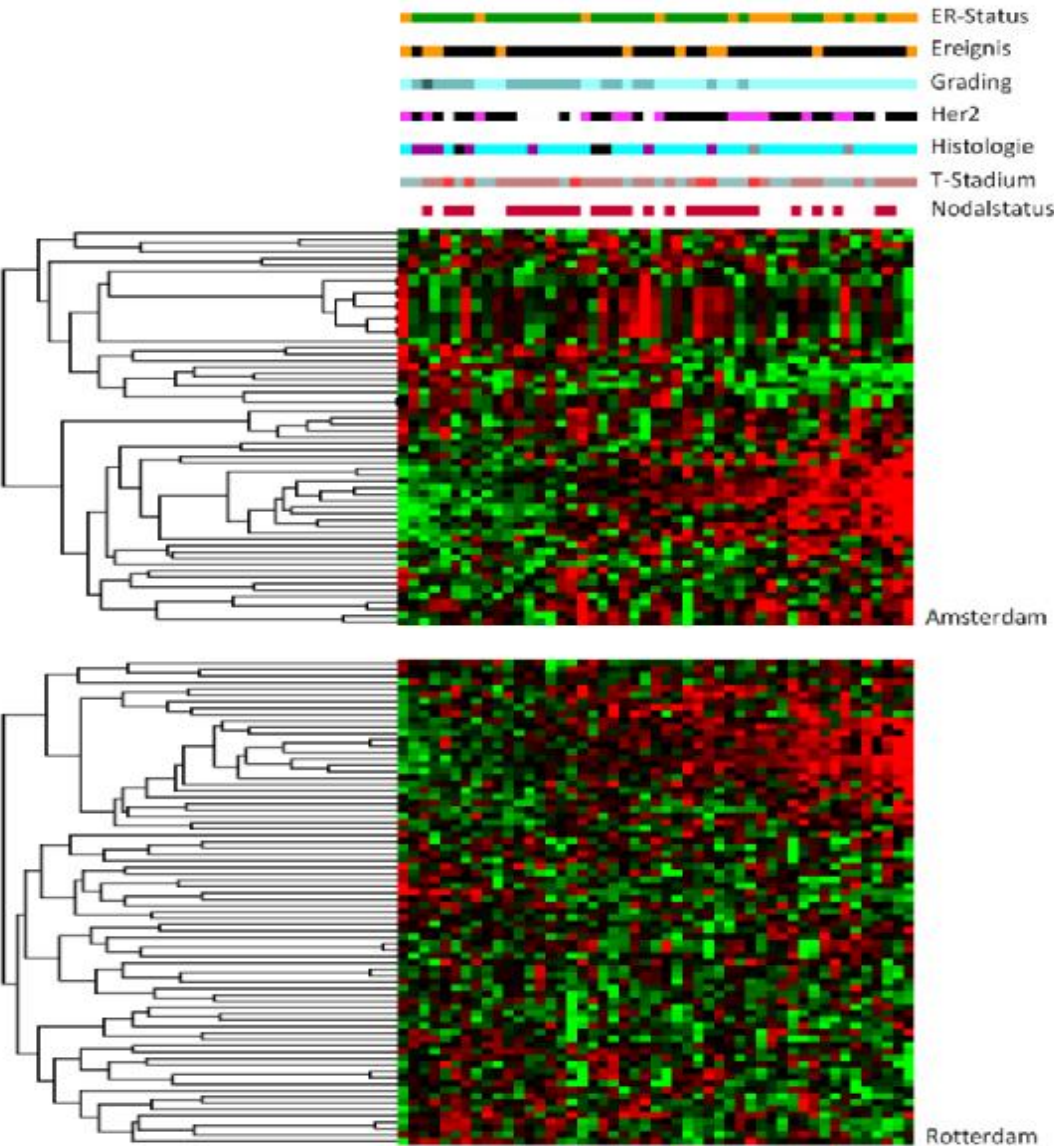 ER-Status
Ereignis
Grading
Her2
Histologie
T-Stadium
Nodalstatus
Amsterdam
Rotterdam